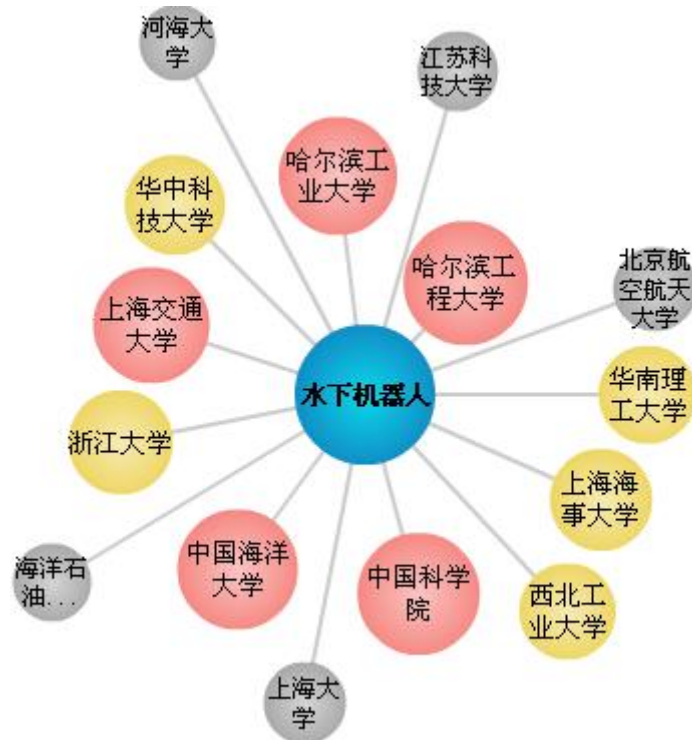 河海大
学
江苏科
技大学
哈尔滨工
业大学
华中科
技大学
哈尔滨工
程大学
北京航
空航天
大学
上海交通
大学
水下机器人
华南理
工大学
浙江大学
上海海
事大学
中国海洋
大学
中国科学
院
海洋石
油...
西北工
业大学
上海大
学